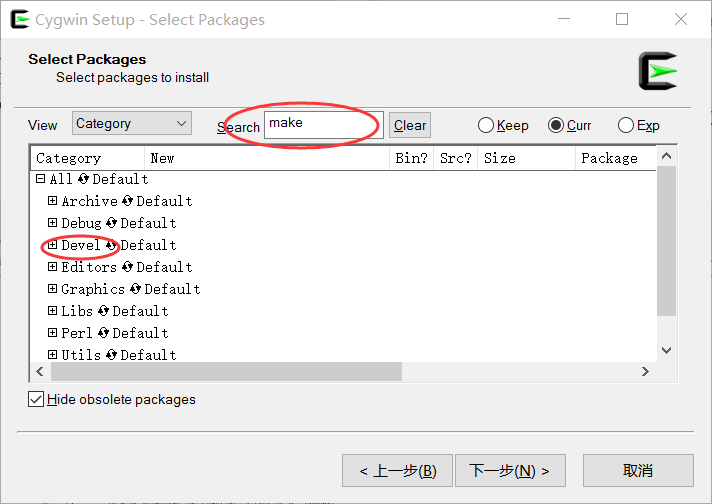 Cygwin Setup - Select Packages
Select Packages
Select packages to install
View Category Search make Clear Keep Curr Exp
Category New Bin? Src? Size Package
All Default
Archive Default
Debug Default
Devel Default
Editors Default
Graphics Default
Libs Default
Perl Default
Utils Default
Hide obsolete packages
< 上一步(B) 下一步(N) > 取消